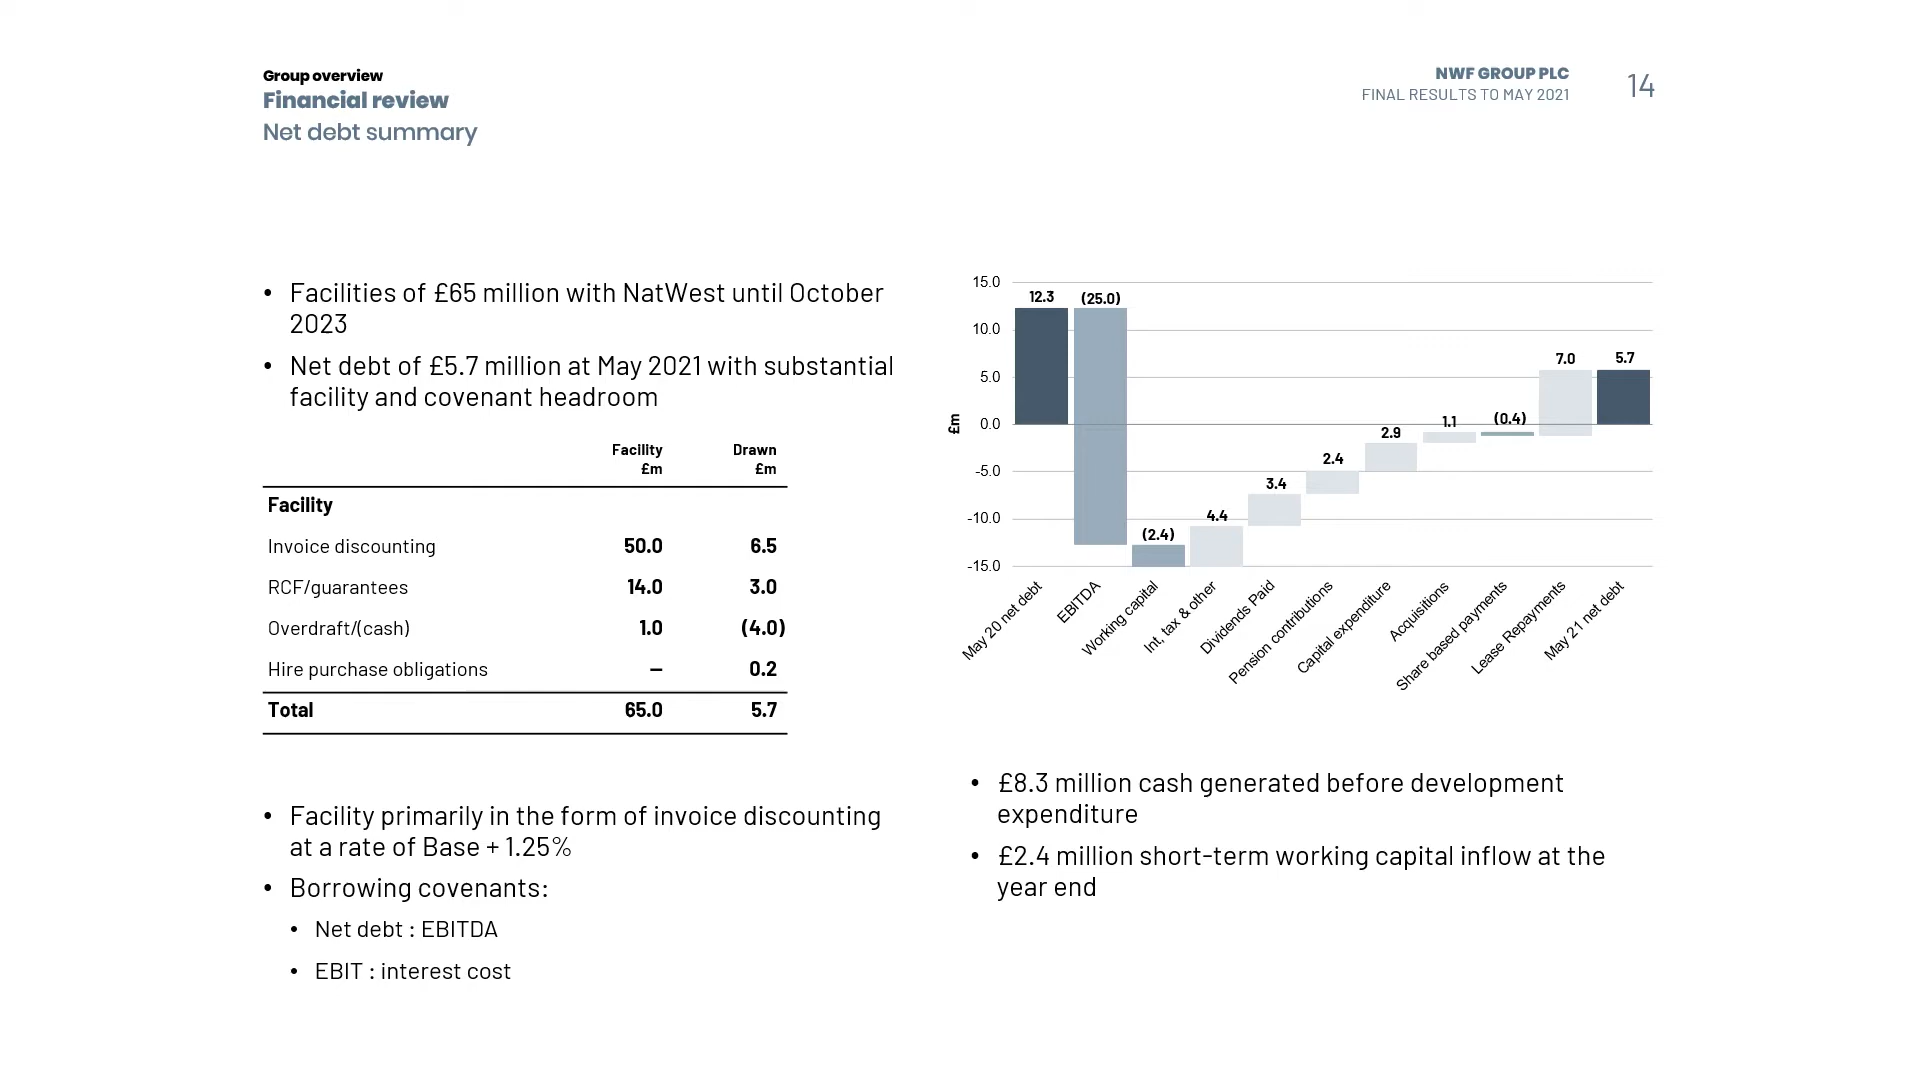 Group overview
Financial review
Net debt summary
NWF GROUP PLC
FINAL RESULTS TO MAY 2021
14
• Facilities of £65 million with NatWest until October
2023
• Net debt of £5.7 million at May 2021 with substantial
facility and covenant headroom
Facility Drawn
£m £m
Facility
Invoice discounting 50.0 6.5
RCF/guarantees 14.0 3.0
Overdraft/(cash) 1.0 (4.0)
Hire purchase obligations — 0.2
Total 65.0 5.7
• Facility primarily in the form of invoice discounting
at a rate of Base + 1.25%
• Borrowing covenants:
• Net debt : EBITDA
• EBIT : interest cost
£m
15.0
10.0
5.0
0.0
-5.0
-10.0
-15.0
12.3
(25.0)
(2.4)
4.4
3.4
2.4
2.9
1.1
(0.4)
7.0
5.7
May 20 net debt
EBITDA
Working capital
Int, tax & other
Dividends Paid
Pension contributions
Capital expenditure
Acquisitions
Share based payments
Lease Repayments
May 21 net debt
• £8.3 million cash generated before development
expenditure
• £2.4 million short-term working capital inflow at the
year end